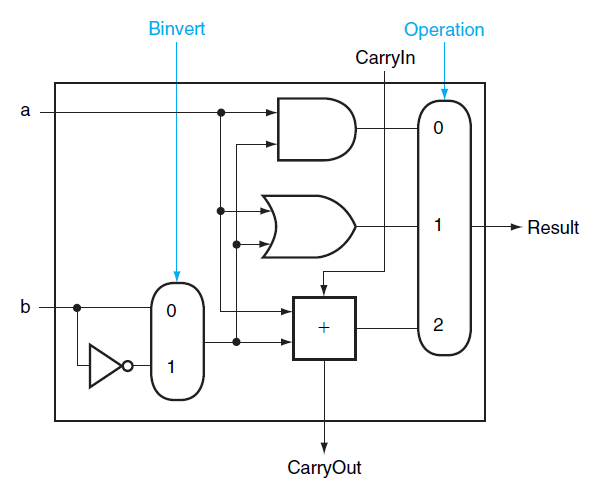 Binvert
Operation
CarryIn
a
0
1
Result
b
0
+
2
1
CarryOut